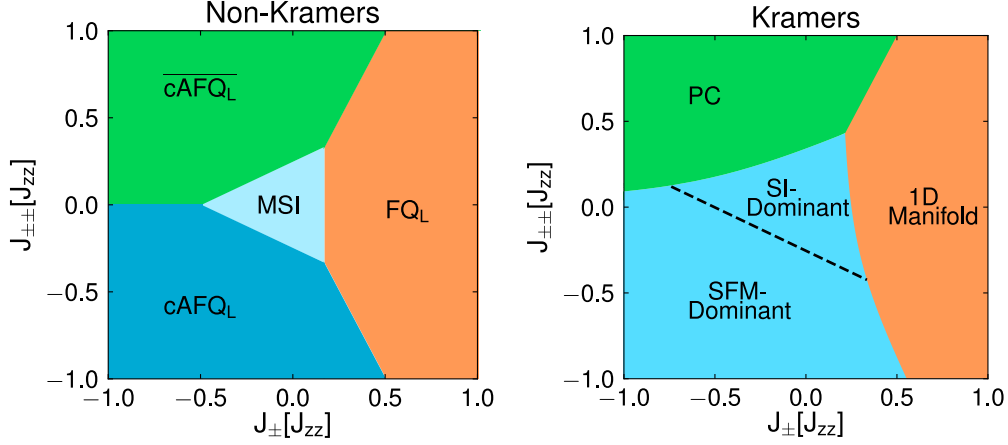 Non-Kramers
1.0
0.5
0.0
−0.5
−1.0
−1.0
−0.5
0.0
0.5
1.0
J±±[Jzz]
J±[Jzz]
cAFQL
MSI
FQL
cAFQL
Kramers
1.0
0.5
0.0
−0.5
−1.0
−1.0
−0.5
0.0
0.5
1.0
J±±[Jzz]
J±[Jzz]
PC
SI-
Dominant
1D
Manifold
SFM-
Dominant